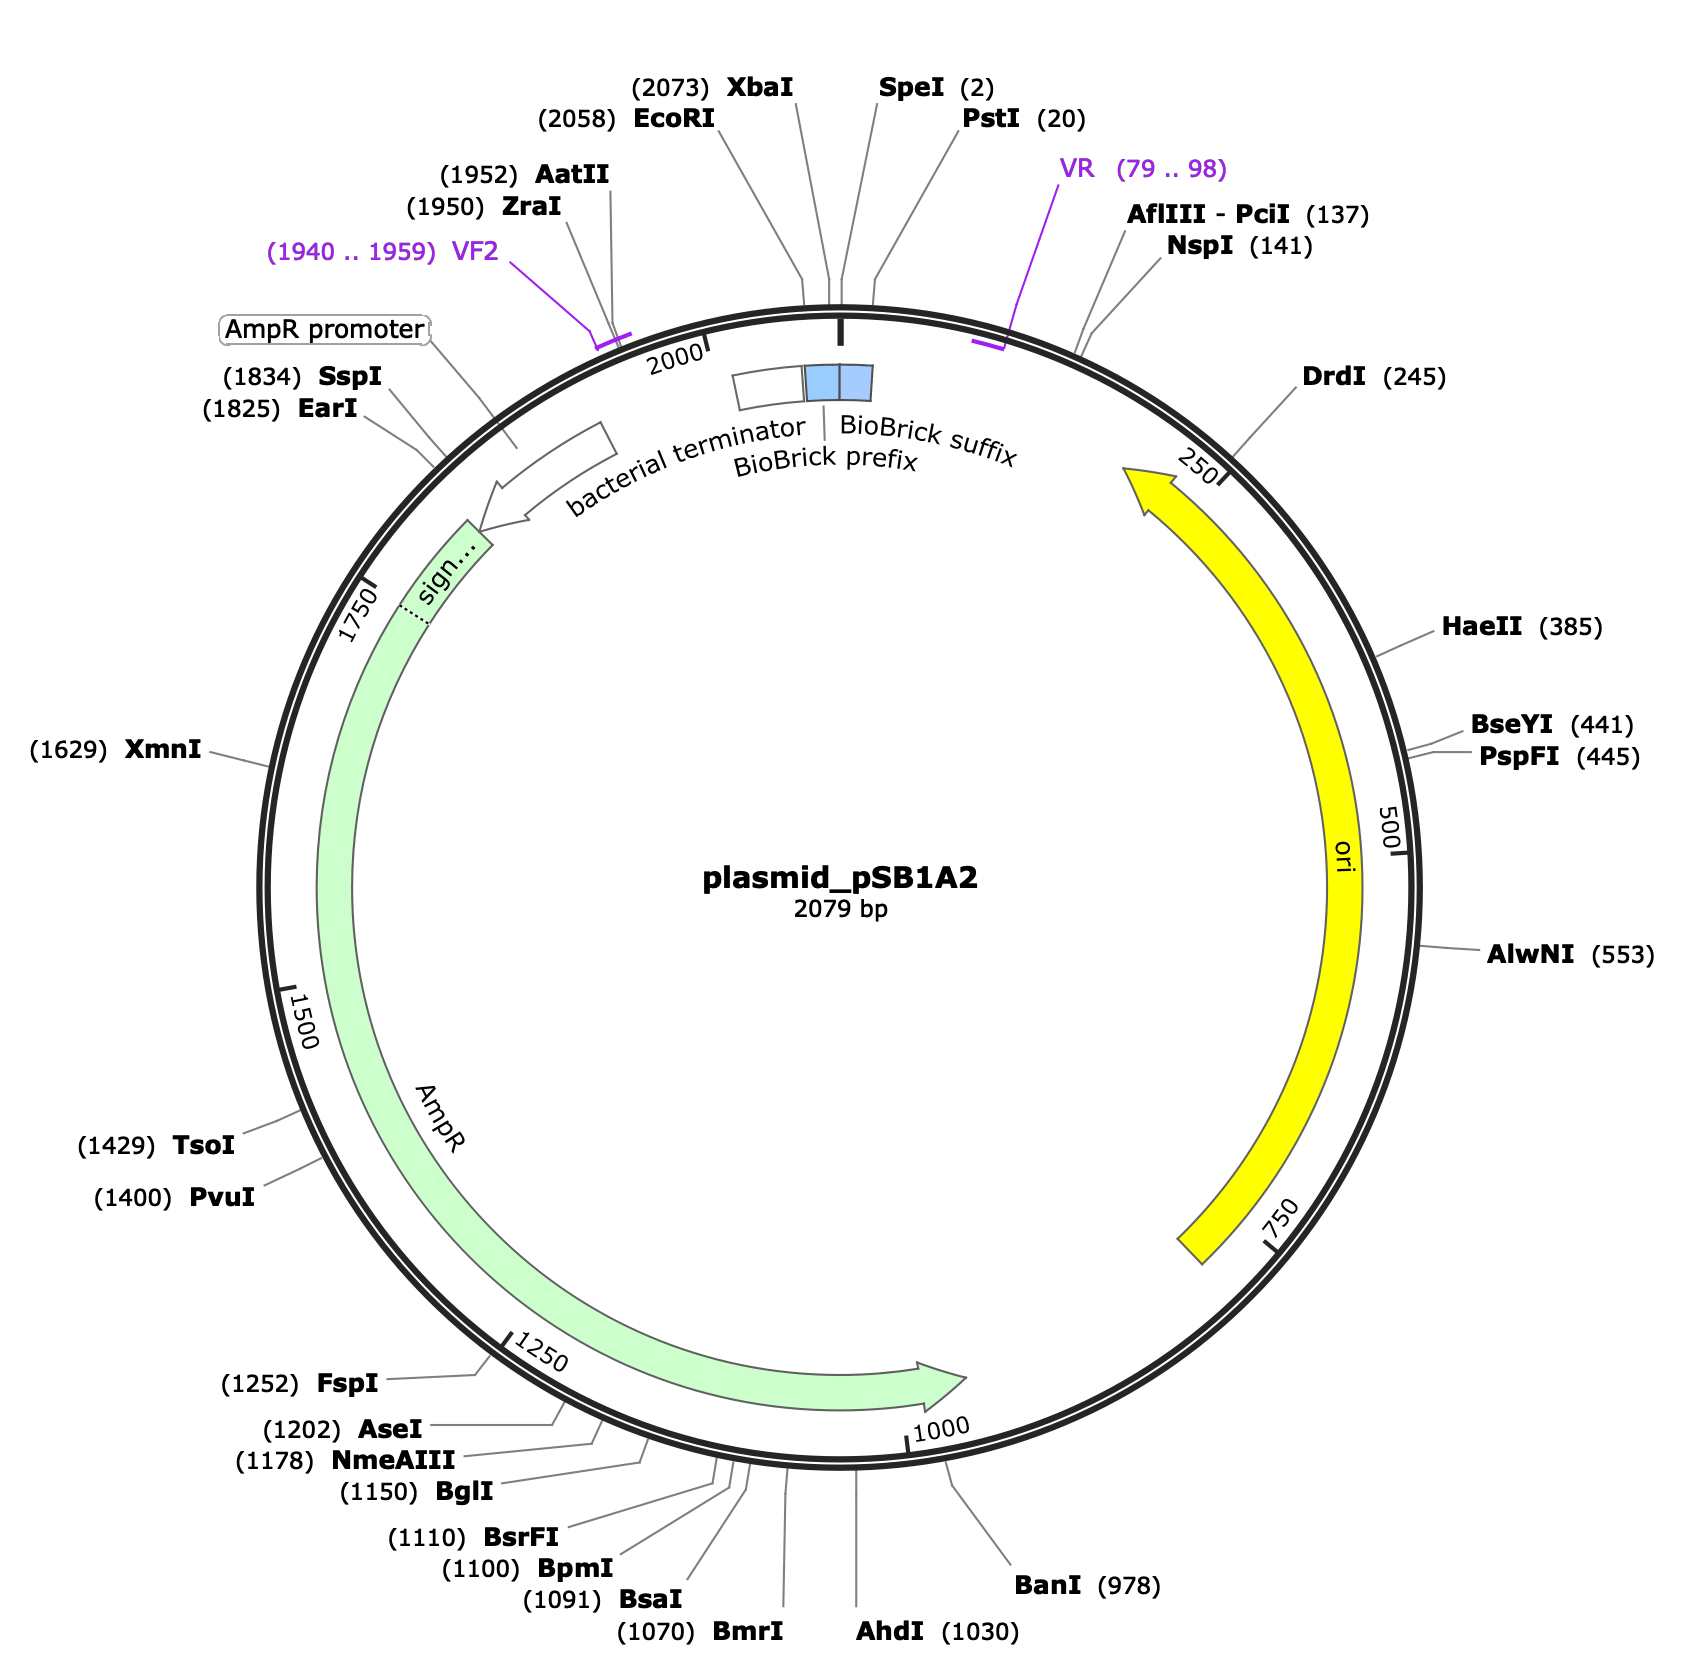 (2073) XbaI
SpeI (2)
(2058) EcoRI
PstI (20)
(1952) AatII
(1950) ZraI
VR (79 .. 98)
(1940 .. 1959) VF2
AflIII - PciI (137)
NspI (141)
AmpR promoter
(1834) SspI
(1825) EarI
DrdI (245)
2000
bacterial terminator
BioBrick prefix
BioBrick suffix
250
sign...
1750
HaeII (385)
BseYI (441)
PspFI (445)
(1629) XmnI
500
ori
plasmid_pSB1A2
2079 bp
AlwNI (553)
1500
AmpR
(1429) TsoI
(1400) PvuI
750
1250
(1252) FspI
(1202) AseI
(1178) NmeAIII
(1150) BglI
1000
(1110) BsrFI
(1100) BpmI
(1091) BsaI
(1070) BmrI
AhdI (1030)
BanI (978)